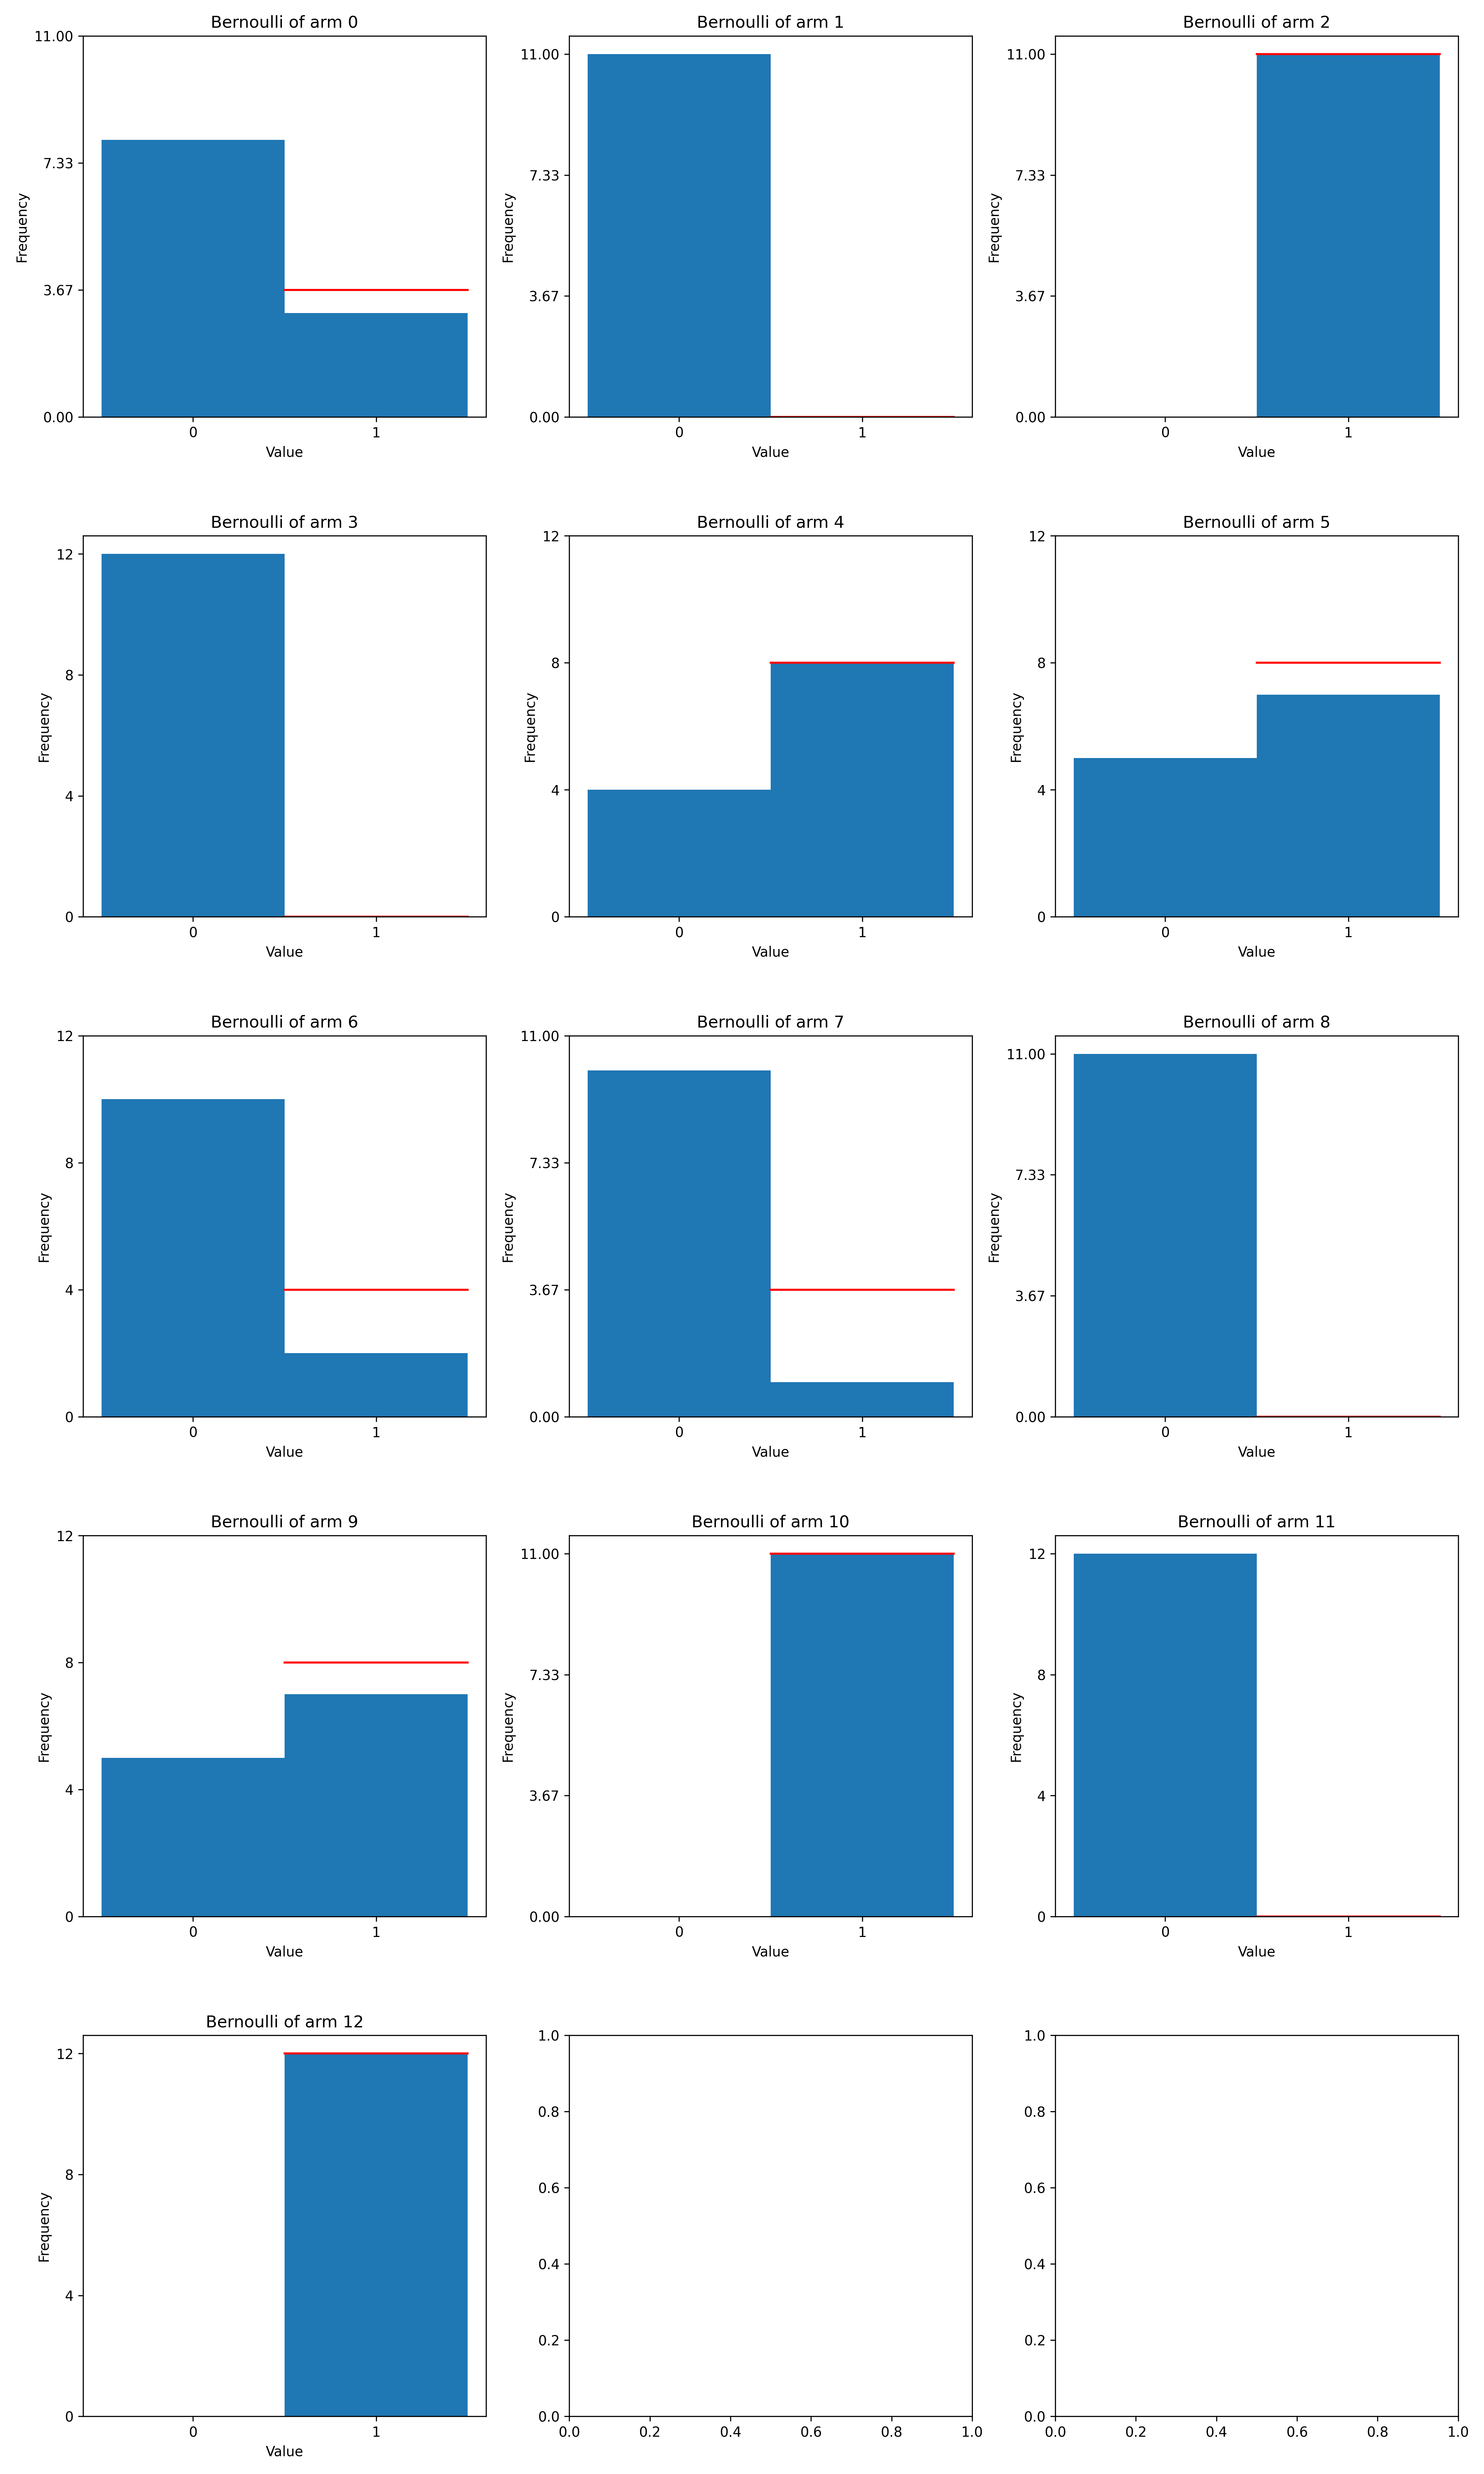 Bernoulli of arm 0
11.00
7.33
3.67
0.00
Frequency
0 1
Value
Bernoulli of arm 1
11.00
7.33
3.67
0.00
Frequency
0 1
Value
Bernoulli of arm 2
11.00
7.33
3.67
0.00
Frequency
0 1
Value
Bernoulli of arm 3
12
8
4
0
Frequency
0 1
Value
Bernoulli of arm 4
12
8
4
0
Frequency
0 1
Value
Bernoulli of arm 5
12
8
4
0
Frequency
0 1
Value
Bernoulli of arm 6
12
8
4
0
Frequency
0 1
Value
Bernoulli of arm 7
11.00
7.33
3.67
0.00
Frequency
0 1
Value
Bernoulli of arm 8
11.00
7.33
3.67
0.00
Frequency
0 1
Value
Bernoulli of arm 9
12
8
4
0
Frequency
0 1
Value
Bernoulli of arm 10
11.00
7.33
3.67
0.00
Frequency
0 1
Value
Bernoulli of arm 11
12
8
4
0
Frequency
0 1
Value
Bernoulli of arm 12
12
8
4
0
Frequency
0 1
Value
1.0
0.8
0.6
0.4
0.2
0.0
0.0 0.2 0.4 0.6 0.8 1.0
1.0
0.8
0.6
0.4
0.2
0.0
0.0 0.2 0.4 0.6 0.8 1.0